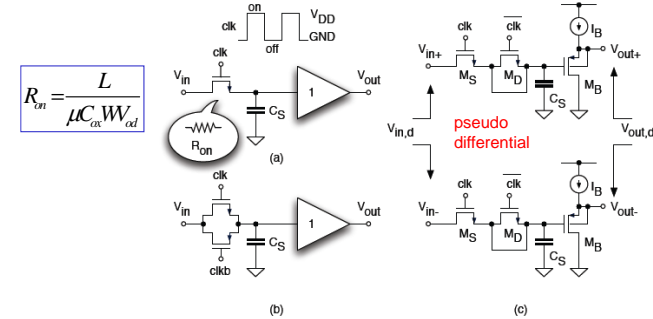 on
clk
V_DD
GND
off
R_on = L / μC_ox WV_od
clk
V_in
1
V_out
C_S
R_on
(a)
clk
V_in
1
V_out
C_S
clkb
(b)
clk
clk̅
I_B
V_in+
V_out+
M_S
M_D
C_S
M_B
V_in,d
pseudo
differential
V_out,d
clk
clk̅
I_B
V_in-
V_out-
M_S
M_D
C_S
M_B
(c)